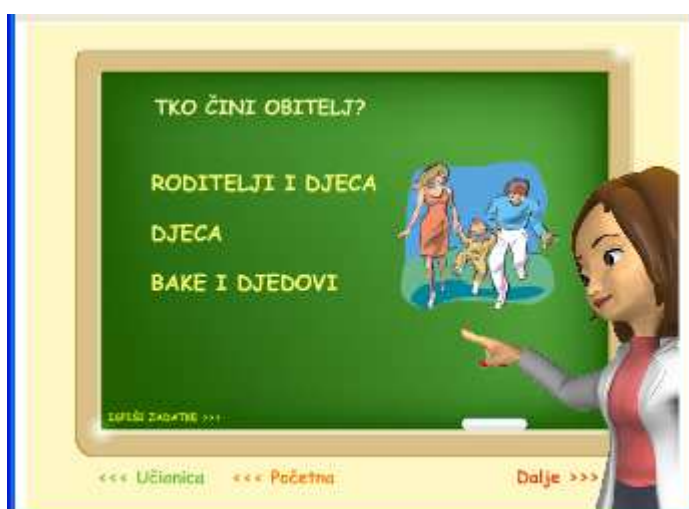 TKO ČINI OBITELJ?
RODITELJI I DJECA
DJECA
BAKE I DJEDOVI
ISPIŠI ZADATKE >>>
<<< Učionica <<< Početna Dalje >>>